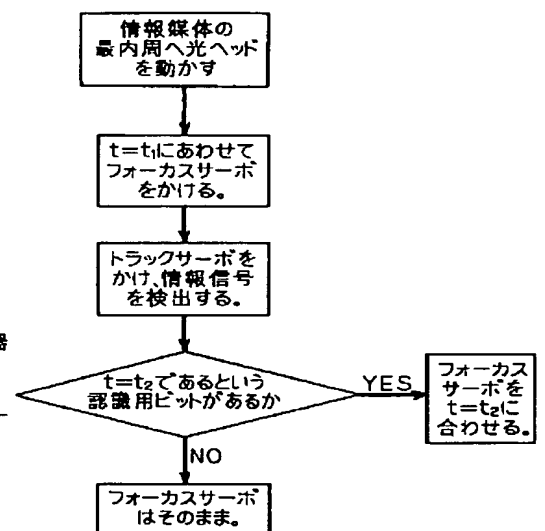 情報媒体の
最内周へ光ヘッド
を動かす
t=t₁にあわせて
フォーカスサーボ
をかける。
トラックサーボを
かけ、情報信号
を検出する。
器
t=t₂であるという
認識用ピットがあるか
YES
フォーカス
サーボを
t=t₂に
合わせる。
NO
フォーカスサーボ
はそのまま。